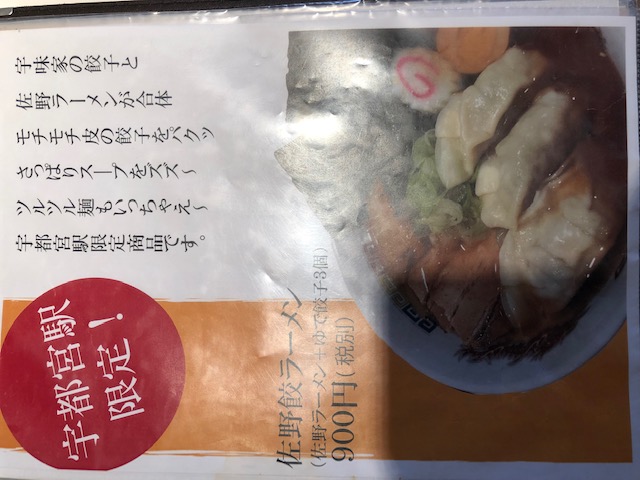 宇味家の餃子と
佐野ラーメンが合体
モチモチ皮の餃子をパクッ
さっぱりスープをズズ〜
ツルツル麺もいっちゃえ〜
宇都宮駅限定商品です。
宇都宮駅
限定！
佐野餃ラーメン
(佐野ラーメン＋ゆで餃子3個)
900円(税別)